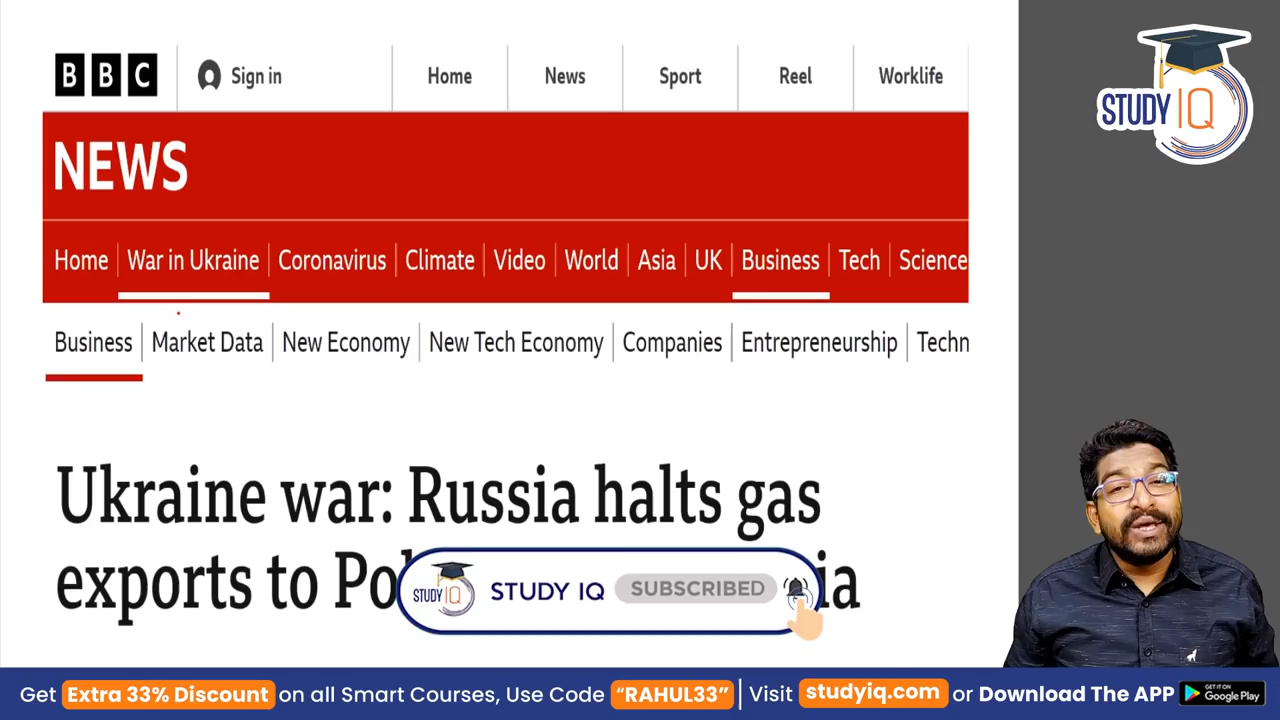 BBC
Sign in
Home
News
Sport
Reel
Worklife
STUDY IQ
NEWS
Home
War in Ukraine
Coronavirus
Climate
Video
World
Asia
UK
Business
Tech
Science
Business
Market Data
New Economy
New Tech Economy
Companies
Entrepreneurship
Techn
Ukraine war: Russia halts gas
exports to
STUDY IQ
STUDY IQ
SUBSCRIBED
Get Extra 33% Discount on all Smart Courses, Use Code “RAHUL33” | Visit studyiq.com or Download The APP
GET IT ON
Google Play